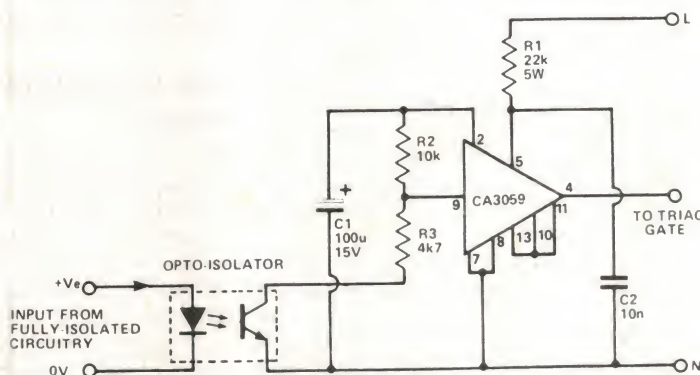 L
R1
22k
5W
R2
10k
2
5
4
CA3059
9
11
10
13
8
7
TO TRIAC
GATE
+
C1
100u
15V
R3
4k7
OPTO-ISOLATOR
+Ve
INPUT FROM
FULLY-ISOLATED
CIRCUITRY
0V
C2
10n
N